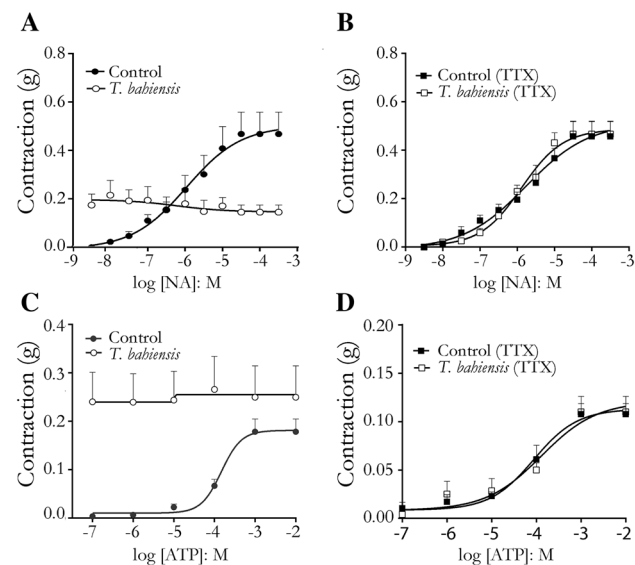 A
Contraction (g)
0.8
0.6
0.4
0.2
0.0
Control
T. bahiensis
-9 -8 -7 -6 -5 -4 -3
log [NA]: M
B
Contraction (g)
0.8
0.6
0.4
0.2
0.0
Control (TTX)
T. bahiensis (TTX)
-9 -8 -7 -6 -5 -4 -3
log [NA]: M
C
Contraction (g)
0.4
0.3
0.2
0.1
0.0
Control
T. bahiensis
-7 -6 -5 -4 -3 -2
log [ATP]: M
D
Contraction (g)
0.20
0.15
0.10
0.05
0.00
Control (TTX)
T. bahiensis (TTX)
-7 -6 -5 -4 -3 -2
log [ATP]: M